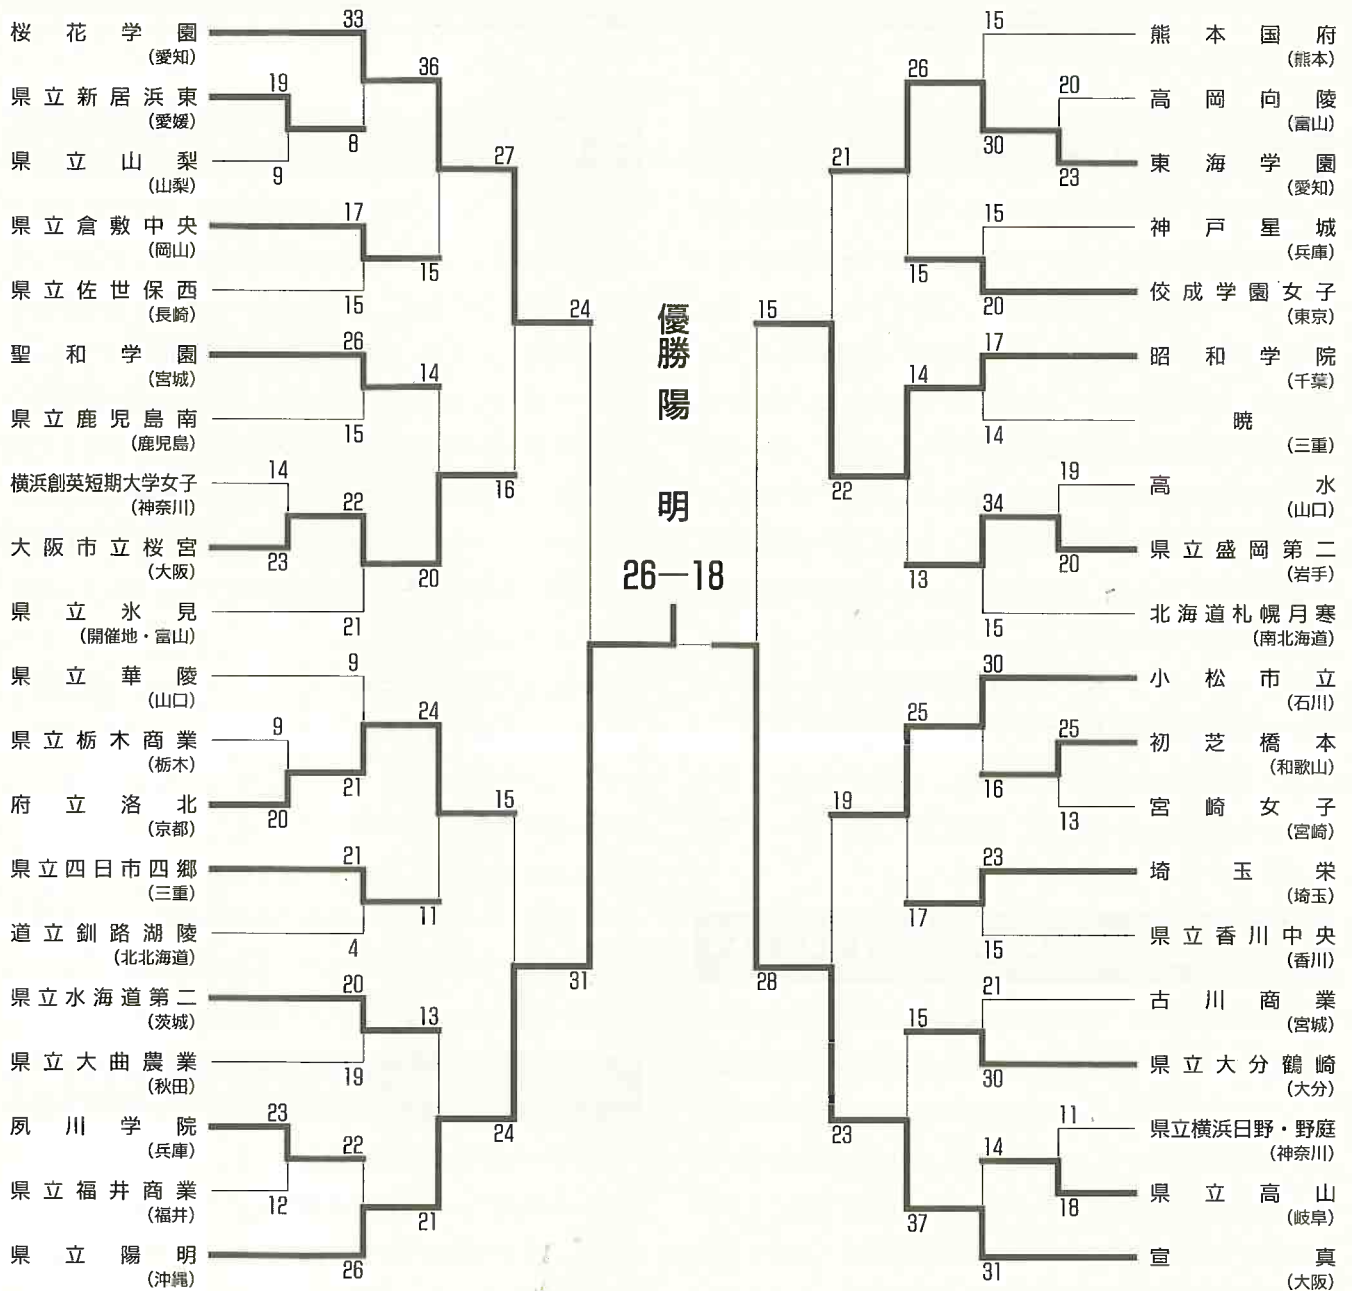 桜花学園
(愛知)
県立新居浜東
(愛媛)
県立山梨
(山梨)
県立倉敷中央
(岡山)
県立佐世保西
(長崎)
聖和学園
(宮城)
県立鹿児島南
(鹿児島)
横浜創英短期大学女子
(神奈川)
大阪市立桜宮
(大阪)
県立氷見
(開催地・富山)
県立華陵
(山口)
県立栃木商業
(栃木)
府立洛北
(京都)
県立四日市四郷
(三重)
道立釧路湖陵
(北北海道)
県立水海道第二
(茨城)
県立大曲農業
(秋田)
夙川学院
(兵庫)
県立福井商業
(福井)
県立陽明
(沖縄)
33
19
8
9
17
15
26
15
14
22
23
21
9
9
21
20
21
4
20
19
23
22
12
26
36
15
14
20
24
11
13
21
27
16
15
24
24
31
優勝 陽明
26—18
15
28
21
22
19
23
26
15
14
13
25
17
15
37
15
20
30
23
15
20
17
14
19
34
20
15
30
25
16
13
23
15
21
30
11
14
18
31
熊本国府
(熊本)
高岡向陵
(富山)
東海学園
(愛知)
神戸星城
(兵庫)
佼成学園女子
(東京)
昭和学院
(千葉)
暁
(三重)
高水
(山口)
県立盛岡第二
(岩手)
北海道札幌月寒
(南北海道)
小松市立
(石川)
初芝橋本
(和歌山)
宮崎女子
(宮崎)
埼玉栄
(埼玉)
県立香川中央
(香川)
古川商業
(宮城)
県立大分鶴崎
(大分)
県立横浜日野・野庭
(神奈川)
県立高山
(岐阜)
宣真
(大阪)